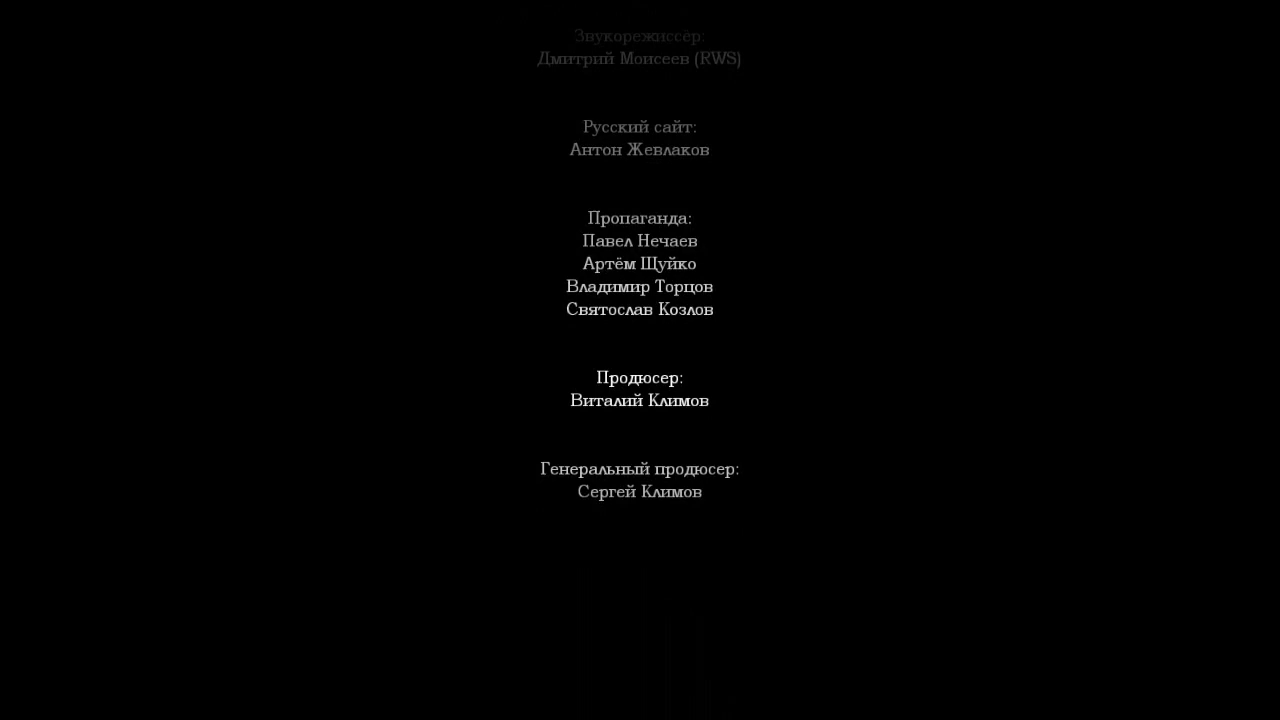 Звукорежиссёр:
Дмитрий Моисеев (RWS)
Русский сайт:
Антон Жевлаков
Пропаганда:
Павел Нечаев
Артём Щуйко
Владимир Торцов
Святослав Козлов
Продюсер:
Виталий Климов
Генеральный продюсер:
Сергей Климов